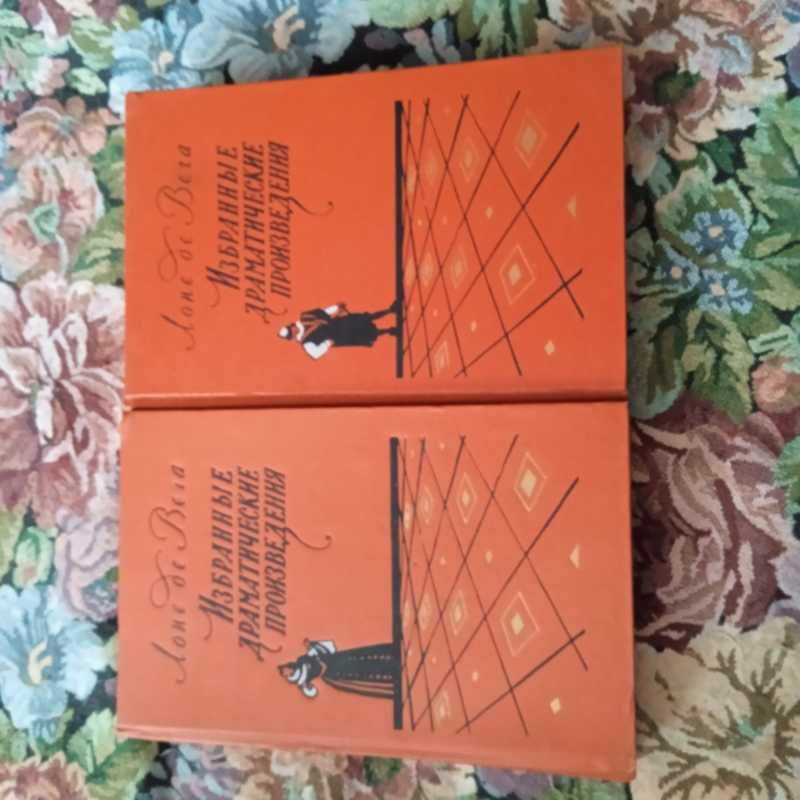 Лопе де Вега
Избранные
драматические
произведения
Лопе де Вега
Избранные
драматические
произведения